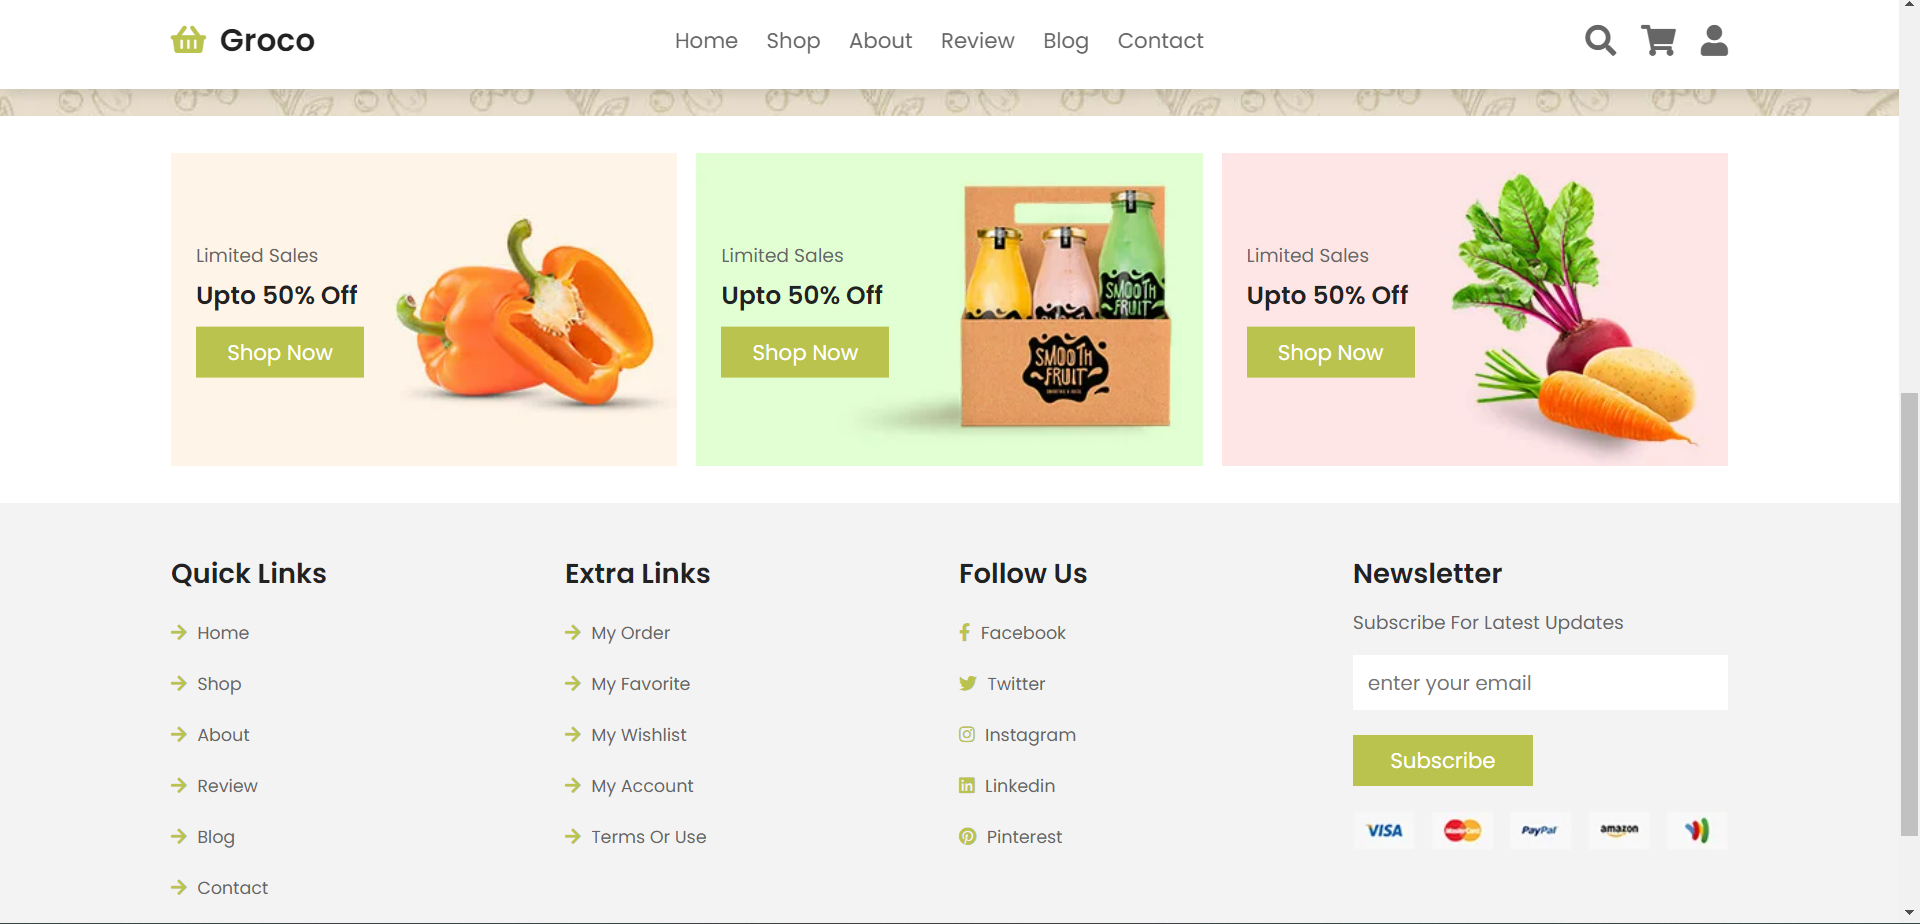 Groco
Home Shop About Review Blog Contact
Limited Sales
Upto 50% Off
Shop Now
Limited Sales
Upto 50% Off
Shop Now
SMOOTH
FRUIT
SMOOTH
FRUIT
Limited Sales
Upto 50% Off
Shop Now
Quick Links
Home
Shop
About
Review
Blog
Contact
Extra Links
My Order
My Favorite
My Wishlist
My Account
Terms Or Use
Follow Us
Facebook
Twitter
Instagram
Linkedin
Pinterest
Newsletter
Subscribe For Latest Updates
enter your email
Subscribe
VISA MasterCard PayPal amazon